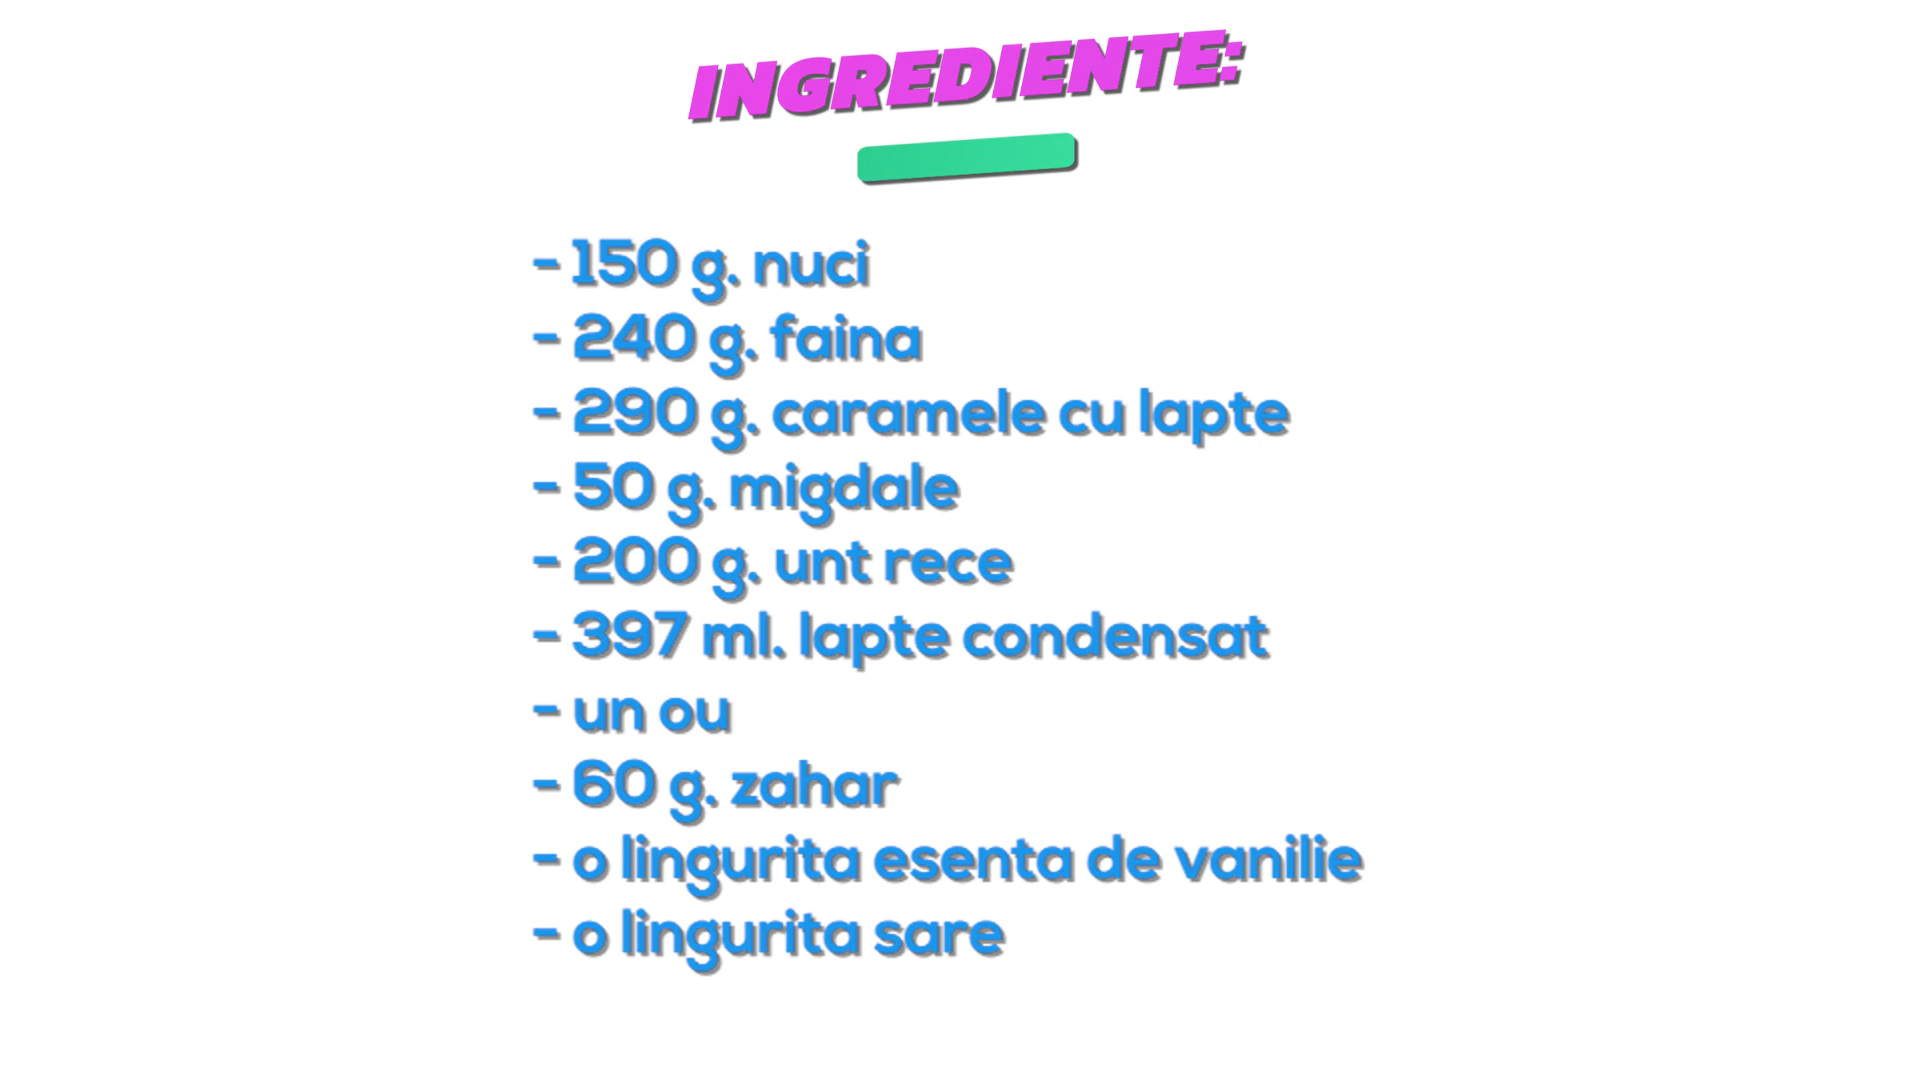 INGREDIENTE:
- 150 g. nuci
- 240 g. faina
- 290 g. caramele cu lapte
- 50 g. migdale
- 200 g. unt rece
- 397 ml. lapte condensat
- un ou
- 60 g. zahar
- o lingurita esenta de vanilie
- o lingurita sare